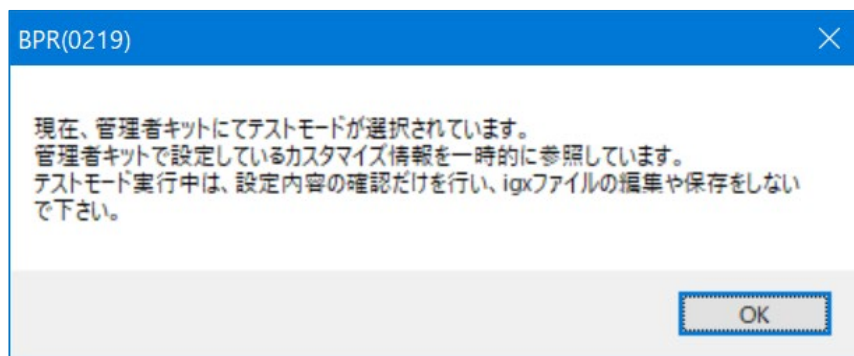 BPR(0219)
現在、管理者キットにてテストモードが選択されています。
管理者キットで設定しているカスタマイズ情報を一時的に参照しています。
テストモード実行中は、設定内容の確認だけを行い、igxファイルの編集や保存をしない
で下さい。
OK